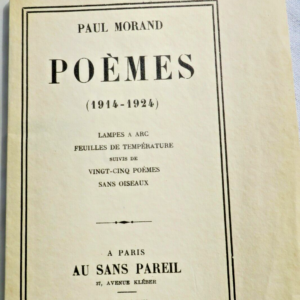 PAUL MORAND
POÈMES
(1914-1924)
LAMPES A ARC
FEUILLES DE TEMPÉRATURE
SUIVIS DE
VINGT-CINQ POÈMES
SANS OISEAUX
A PARIS
AU SANS PAREIL
37, AVENUE KLÉBER